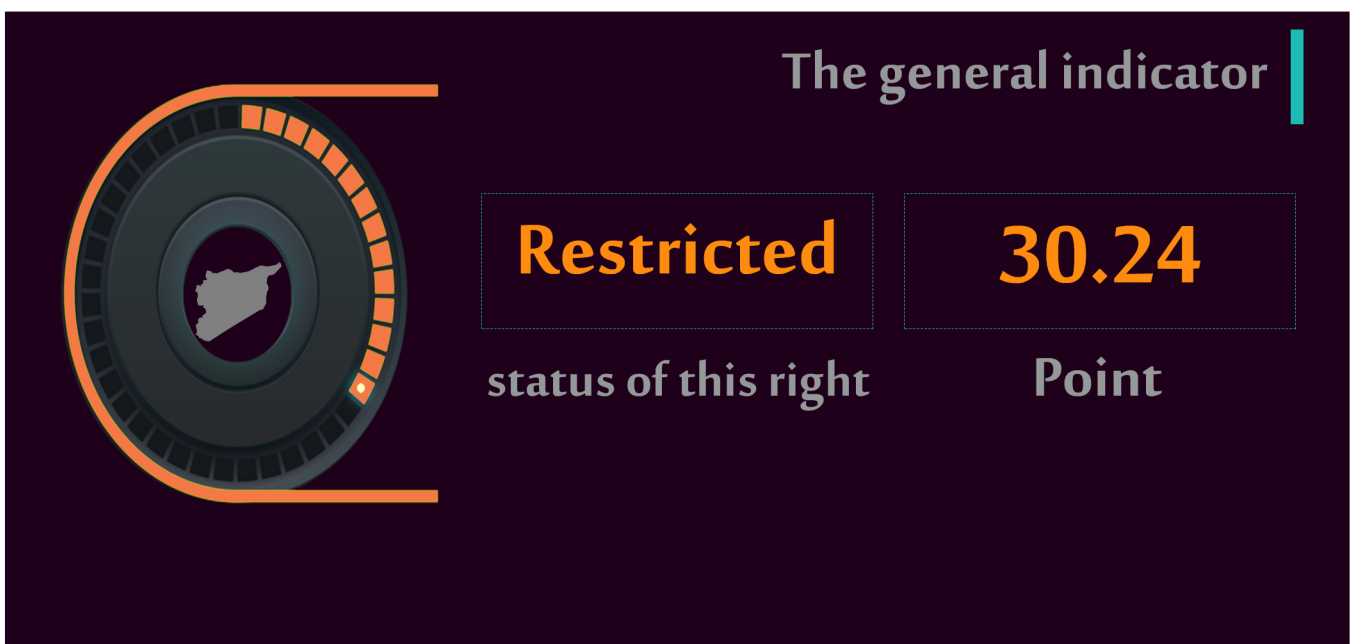 The general indicator
Restricted
30.24
status of this right
Point